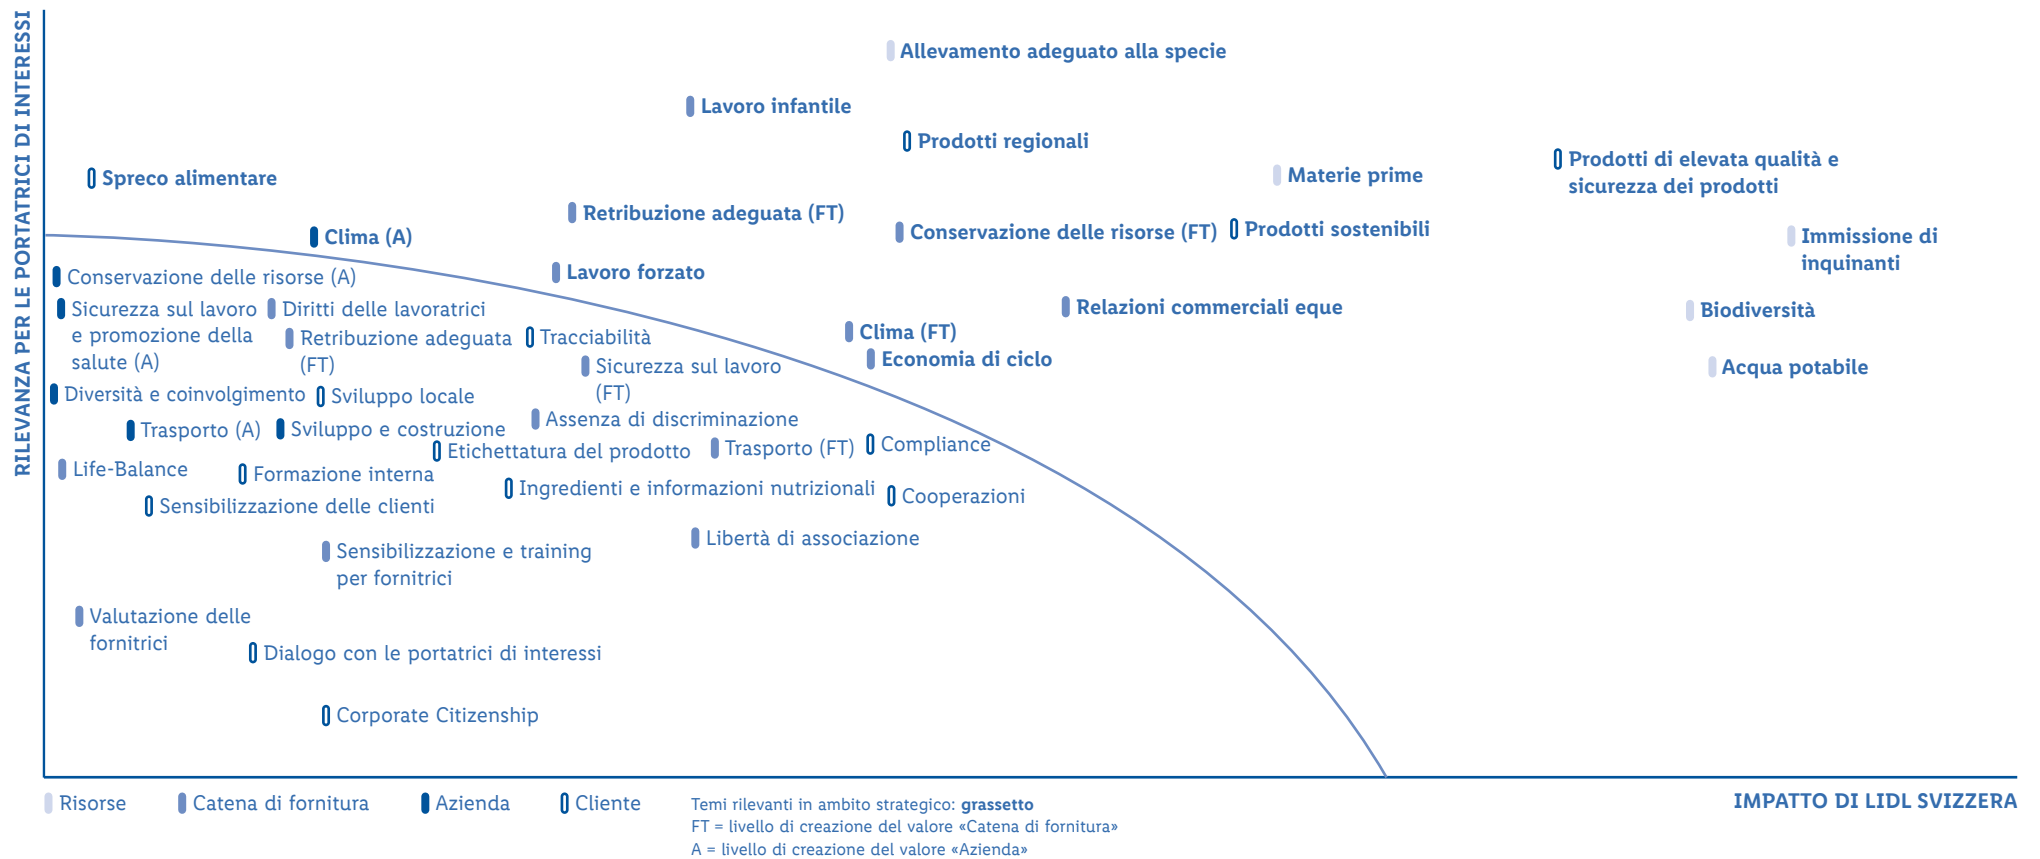 RILEVANZA PER LE PORTATRICI DI INTERESSI
Allevamento adeguato alla specie
Lavoro infantile
Prodotti regionali
Prodotti di elevata qualità e
sicurezza dei prodotti
Materie prime
Spreco alimentare
Retribuzione adeguata (FT)
Conservazione delle risorse (FT)
Prodotti sostenibili
Clima (A)
Immissione di
inquinanti
Lavoro forzato
Conservazione delle risorse (A)
Relazioni commerciali eque
Biodiversità
Sicurezza sul lavoro
e promozione della
salute (A)
Diritti delle lavoratrici
Retribuzione adeguata
(FT)
Tracciabilità
Clima (FT)
Economia di ciclo
Sicurezza sul lavoro
(FT)
Acqua potabile
Diversità e coinvolgimento
Sviluppo locale
Assenza di discriminazione
Trasporto (A)
Sviluppo e costruzione
Etichettatura del prodotto
Trasporto (FT)
Compliance
Life-Balance
Formazione interna
Ingredienti e informazioni nutrizionali
Cooperazioni
Sensibilizzazione delle clienti
Libertà di associazione
Sensibilizzazione e training
per fornitrici
Valutazione delle
fornitrici
Dialogo con le portatrici di interessi
Corporate Citizenship
IMPATTO DI LIDL SVIZZERA
Risorse
Catena di fornitura
Azienda
Cliente
Temi rilevanti in ambito strategico: grassetto
FT = livello di creazione del valore «Catena di fornitura»
A = livello di creazione del valore «Azienda»